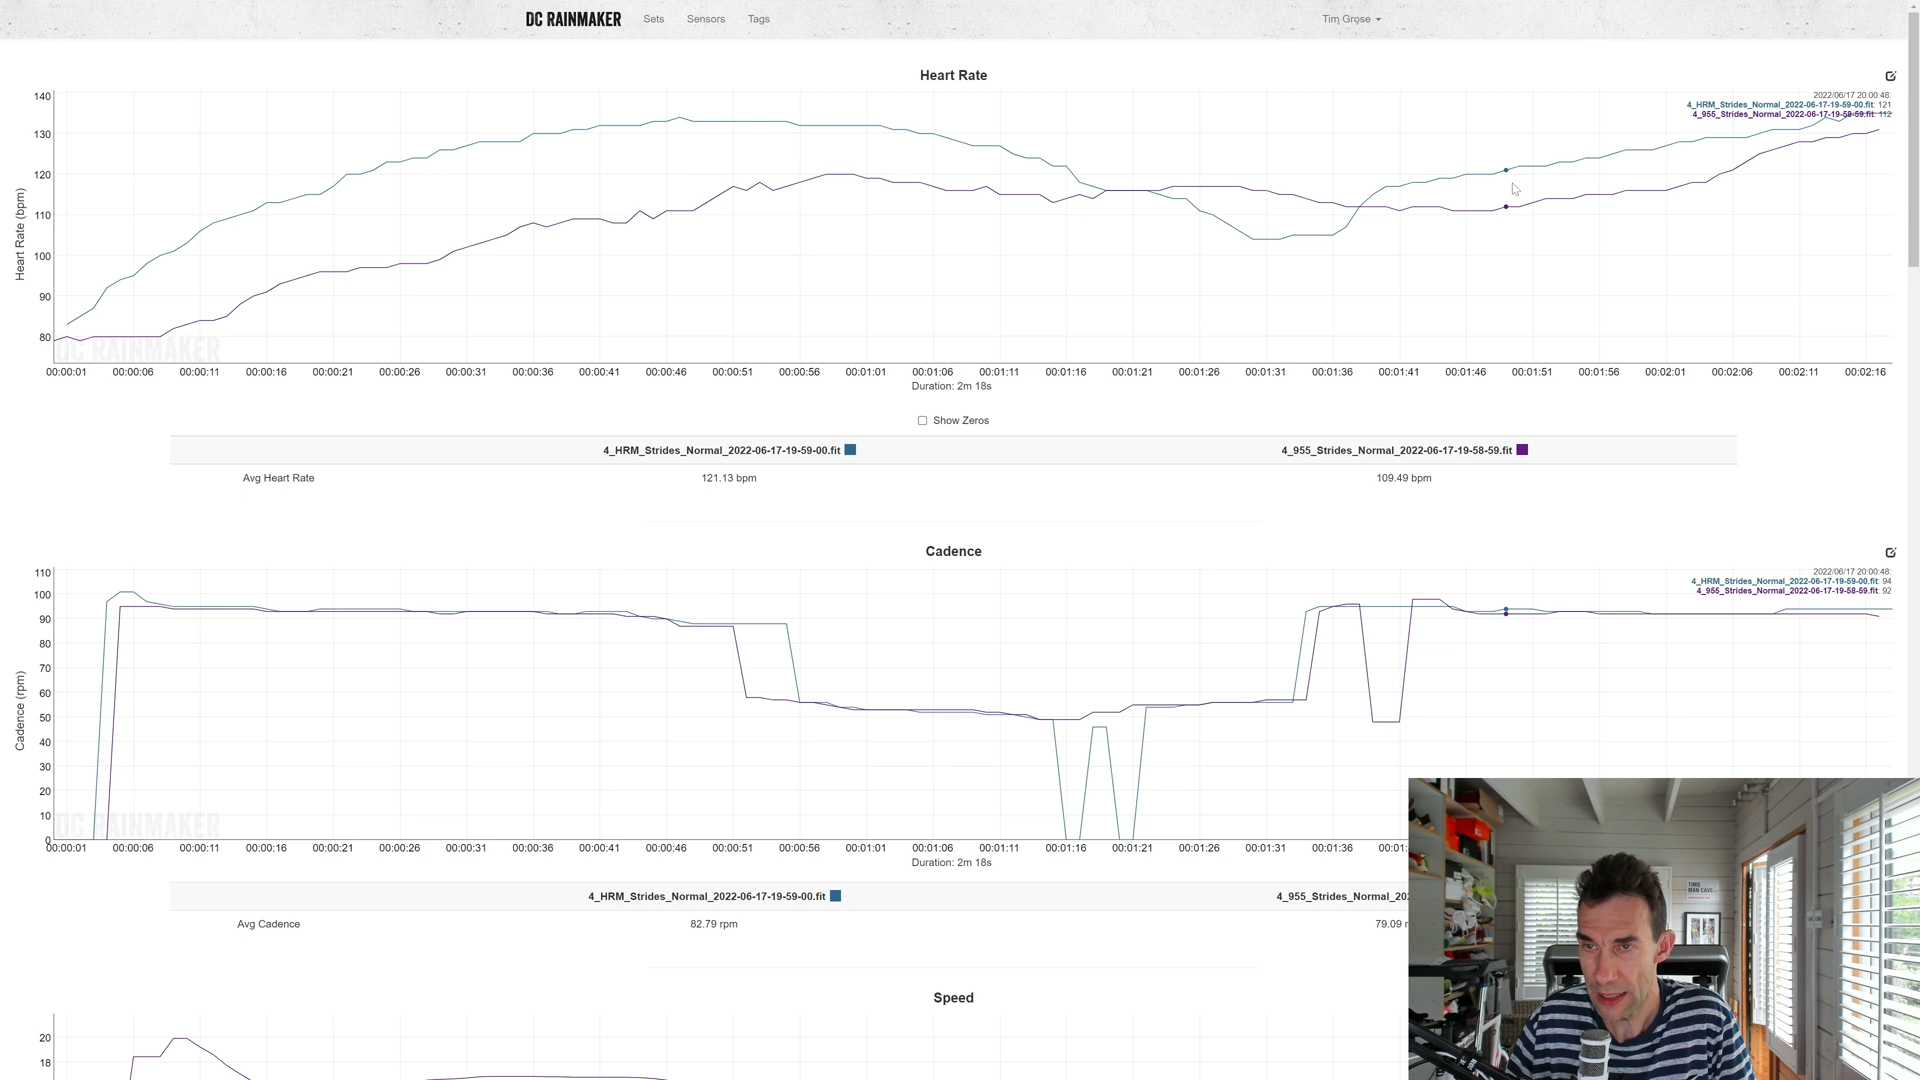 DC RAINMAKER Sets Sensors Tags Tim Grose
Heart Rate
2022/06/17 20:00:48:
4_HRM_Strides_Normal_2022-06-17-19-59-00.fit: 121
4_955_Strides_Normal_2022-06-17-19-58-59.fit: 112
140
130
120
110
100
90
80
Heart Rate (bpm)
DC RAINMAKER
00:00:01 00:00:06 00:00:11 00:00:16 00:00:21 00:00:26 00:00:31 00:00:36 00:00:41 00:00:46 00:00:51 00:00:56 00:01:01 00:01:06 00:01:11 00:01:16 00:01:21 00:01:26 00:01:31 00:01:36 00:01:41 00:01:46 00:01:51 00:01:56 00:02:01 00:02:06 00:02:11 00:02:16
Duration: 2m 18s
Show Zeros
4_HRM_Strides_Normal_2022-06-17-19-59-00.fit 4_955_Strides_Normal_2022-06-17-19-58-59.fit
Avg Heart Rate 121.13 bpm 109.49 bpm
Cadence
2022/06/17 20:00:48:
4_HRM_Strides_Normal_2022-06-17-19-59-00.fit: 94
4_955_Strides_Normal_2022-06-17-19-58-59.fit: 92
110
100
90
80
70
60
50
40
30
20
10
0
Cadence (rpm)
DC RAINMAKER
00:00:01 00:00:06 00:00:11 00:00:16 00:00:21 00:00:26 00:00:31 00:00:36 00:00:41 00:00:46 00:00:51 00:00:56 00:01:01 00:01:06 00:01:11 00:01:16 00:01:21 00:01:26 00:01:31 00:01:36 00:01:
Duration: 2m 18s
4_HRM_Strides_Normal_2022-06-17-19-59-00.fit 4_955_Strides_Normal_202
Avg Cadence 82.79 rpm 79.09 r
Speed
20
18
TIMS
MAN CAVE